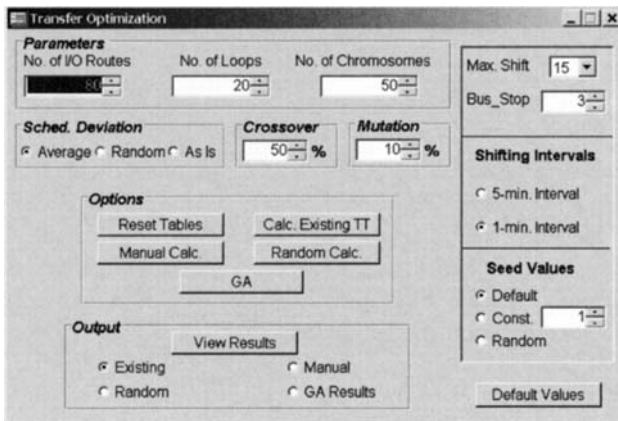 Transfer Optimization
Parameters
No. of I/O Routes No. of Loops No. of Chromosomes
80 20 50
Max. Shift 15
Bus_Stop 3
Sched. Deviation
Average Random As Is
Crossover
50 %
Mutation
10 %
Shifting Intervals
5-min. Interval
1-min. Interval
Options
Reset Tables Calc. Existing TT
Manual Calc. Random Calc.
GA
Seed Values
Default
Const. 1
Random
Output
View Results
Existing Manual
Random GA Results
Default Values